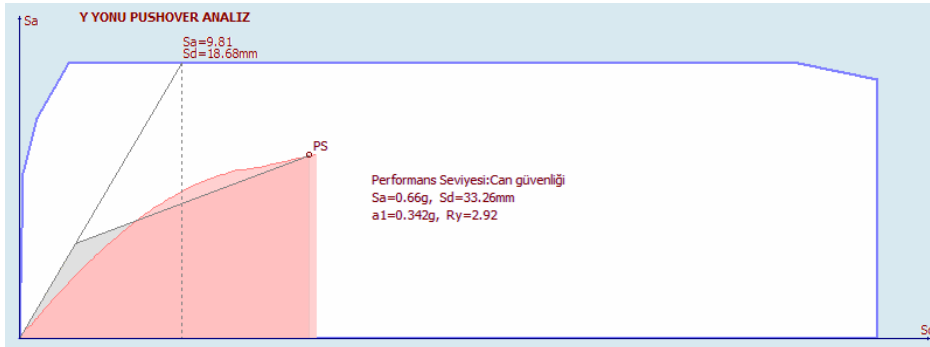 Sa
Y YONU PUSHOVER ANALIZ
Sa=9.81
Sd=18.68mm
PS
Performans Seviyesi:Can güvenliği
Sa=0.66g, Sd=33.26mm
a1=0.342g, Ry=2.92